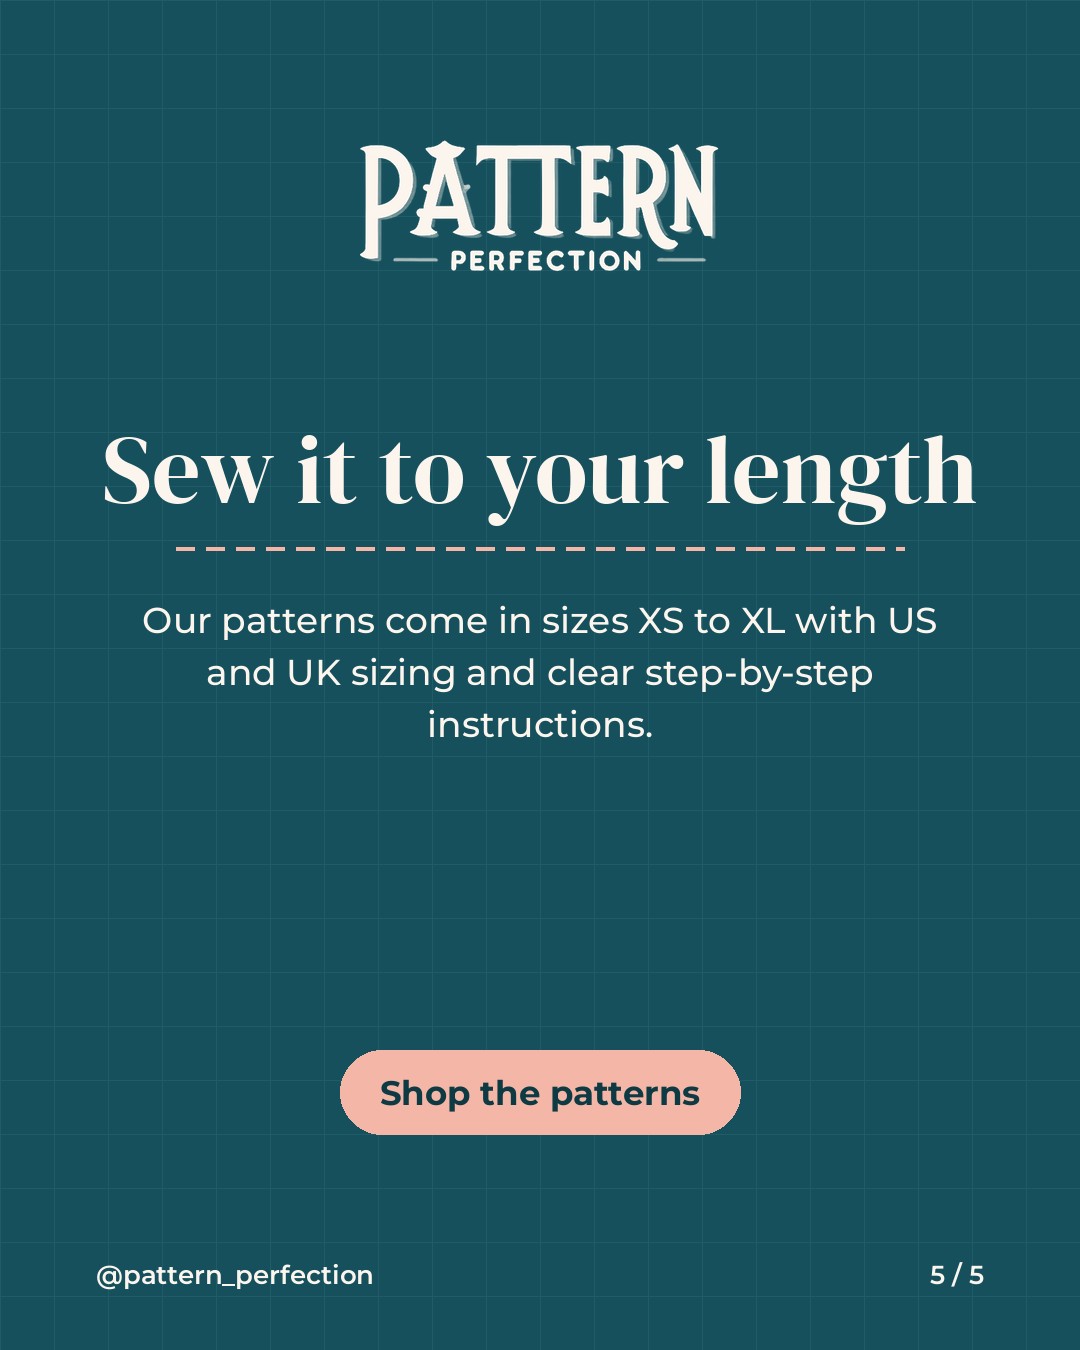 PATTERN
PERFECTION
Sew it to your length
Our patterns come in sizes XS to XL with US
and UK sizing and clear step-by-step
instructions.
Shop the patterns
@pattern_perfection
5 / 5